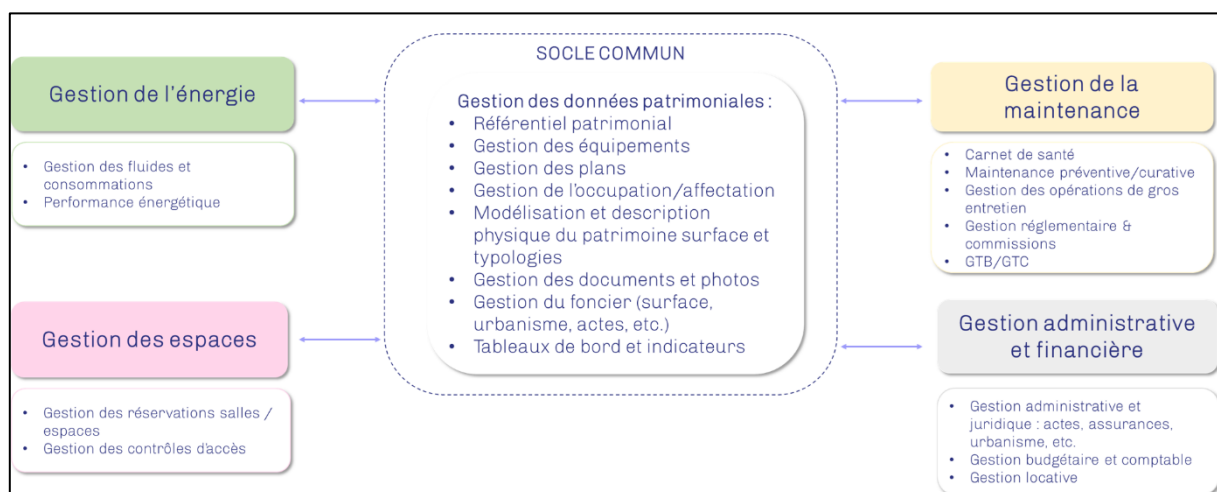 Gestion de l'énergie
• Gestion des fluides et
consommations
• Performance énergétique
Gestion des espaces
• Gestion des réservations salles /
espaces
• Gestion des contrôles d'accès
SOCLE COMMUN
Gestion des données patrimoniales :
• Référentiel patrimonial
• Gestion des équipements
• Gestion des plans
• Gestion de l'occupation/affectation
• Modélisation et description
physique du patrimoine surface et
typologies
• Gestion des documents et photos
• Gestion du foncier (surface,
urbanisme, actes, etc.)
• Tableaux de bord et indicateurs
Gestion de la
maintenance
• Carnet de santé
• Maintenance préventive/curative
• Gestion des opérations de gros
entretien
• Gestion réglementaire &
commissions
• GTB/GTC
Gestion administrative
et financière
• Gestion administrative et
juridique : actes, assurances,
urbanisme, etc.
• Gestion budgétaire et comptable
• Gestion locative